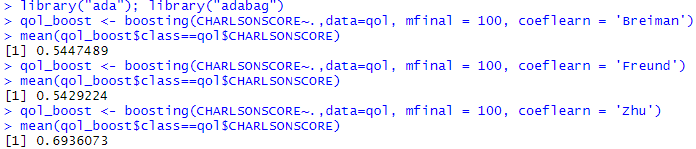 > library("ada"); library("adabag")
> qol_boost <- boosting(CHARLSONSCORE~.,data=qol, mfinal = 100, coeflearn = 'Breiman')
> mean(qol_boost$class==qol$CHARLSONSCORE)
[1] 0.5447489
> qol_boost <- boosting(CHARLSONSCORE~.,data=qol, mfinal = 100, coeflearn = 'Freund')
> mean(qol_boost$class==qol$CHARLSONSCORE)
[1] 0.5429224
> qol_boost <- boosting(CHARLSONSCORE~.,data=qol, mfinal = 100, coeflearn = 'Zhu')
> mean(qol_boost$class==qol$CHARLSONSCORE)
[1] 0.6936073